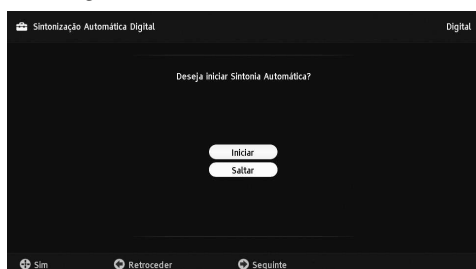 Sintonização Automática Digital
Digital
Deseja iniciar Sintonia Automática?
Iniciar
Saltar
Sim
Retroceder
Seguinte